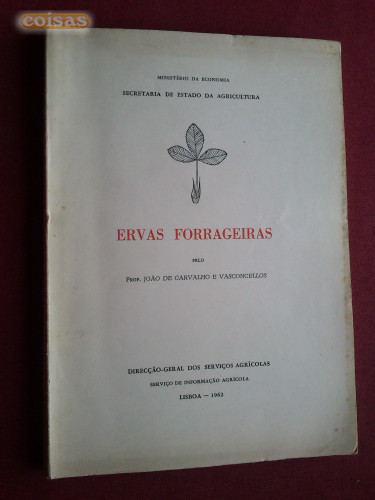 coisas
MINISTÉRIO DA ECONOMIA
SECRETARIA DE ESTADO DA AGRICULTURA
ERVAS FORRAGEIRAS
PELO
PROF. JOÃO DE CARVALHO E VASCONCELLOS
DIRECÇÃO-GERAL DOS SERVIÇOS AGRÍCOLAS
SERVIÇO DE INFORMAÇÃO AGRÍCOLA
LISBOA — 1962